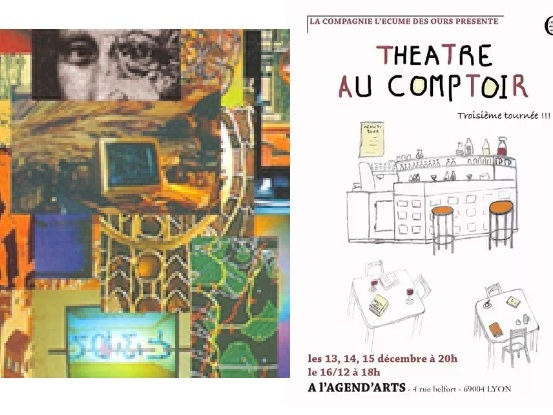 LA COMPAGNIE L'ECUME DES OURS PRESENTE
THEATRE
AU COMPTOIR
Troisième tournée !!!
les 13, 14, 15 décembre à 20h
le 16/12 à 18h
A l'AGEND'ARTS - 4 rue belfort - 69004 LYON